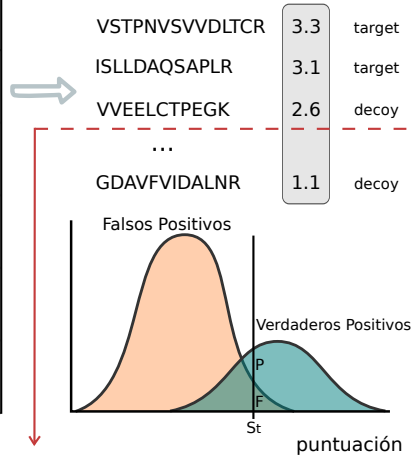 VSTPNVSVVDLTCR 3.3 target
ISLLDAQSAPLR 3.1 target
VVEELCTPEGK 2.6 decoy
...
GDAVFVIDALNR 1.1 decoy
Falsos Positivos
Verdaderos Positivos
P
F
St
puntuación